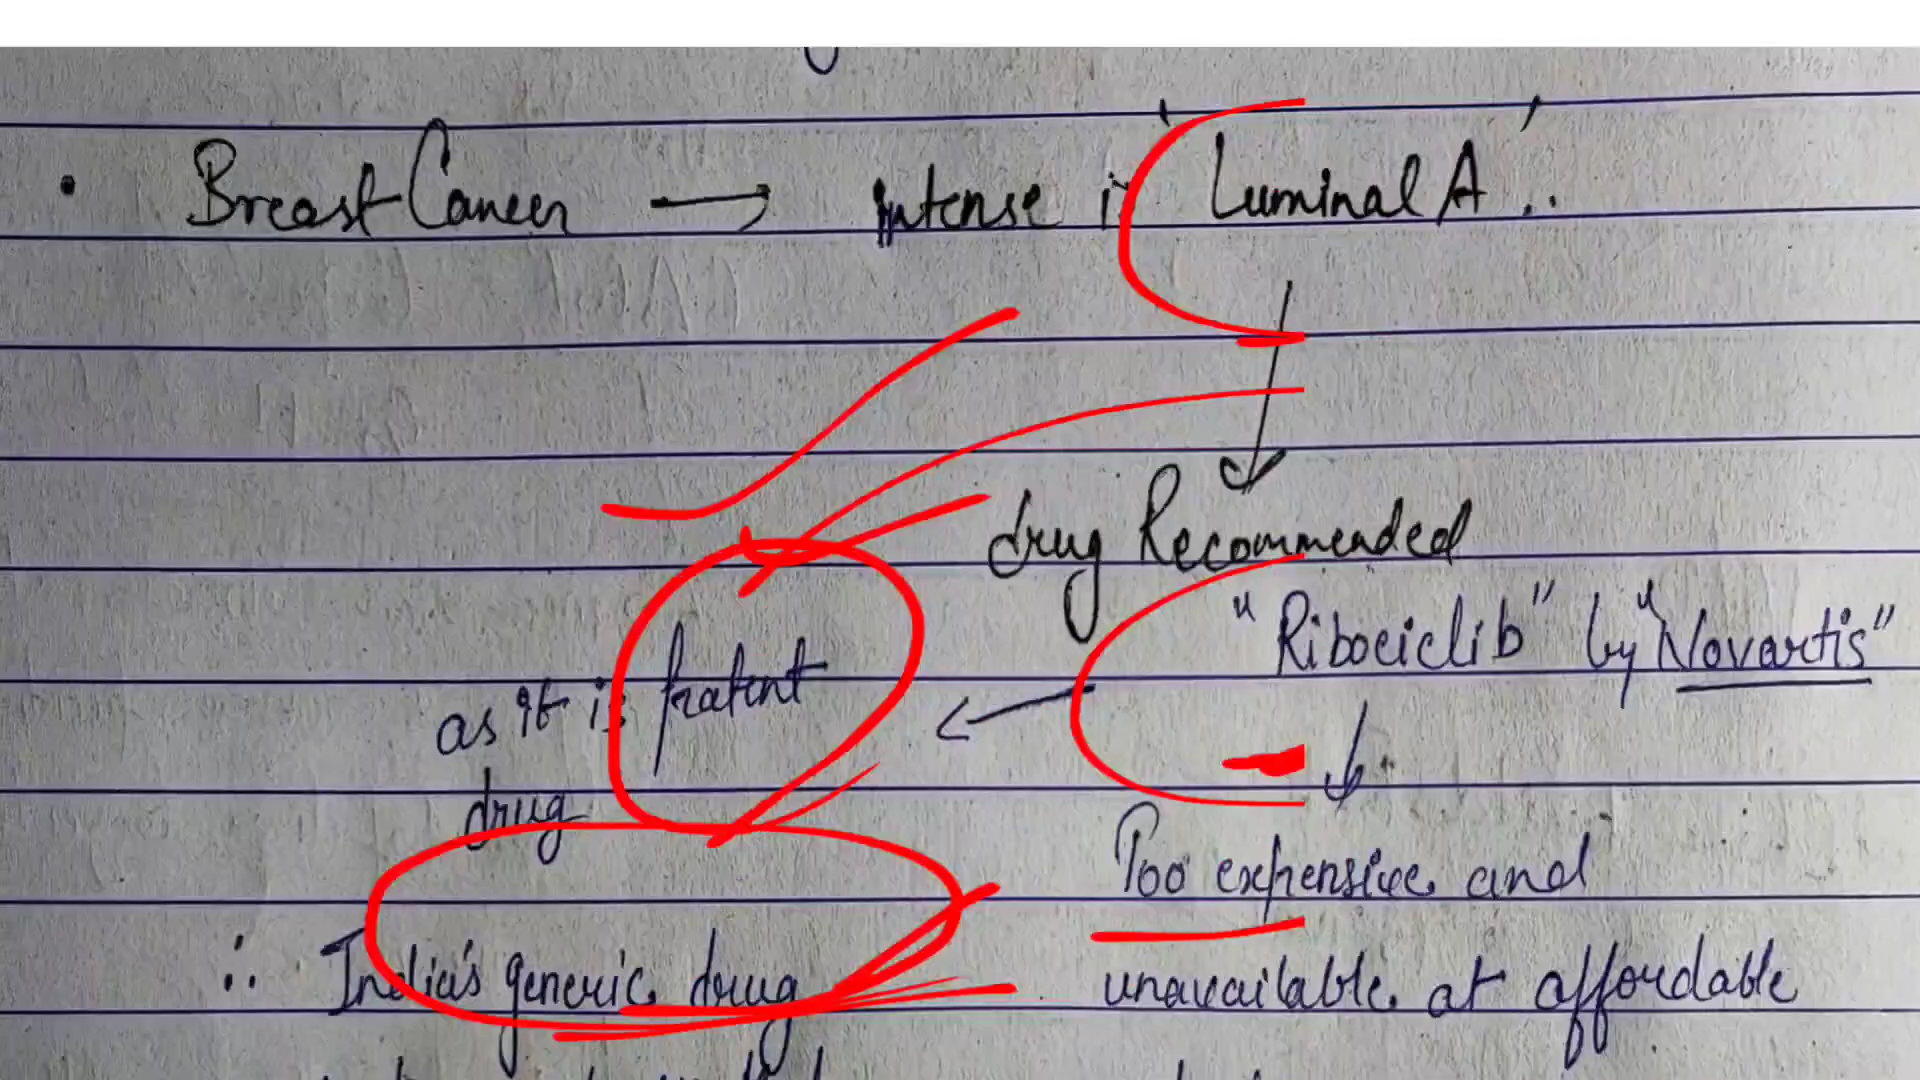 • Breast Cancer → intense in 'Luminal A' ..
drug Recommended
"Ribociclib" by "Novartis"
as it is patent
drug
Too expensive and
∴ India's generic drug
unavailable at affordable